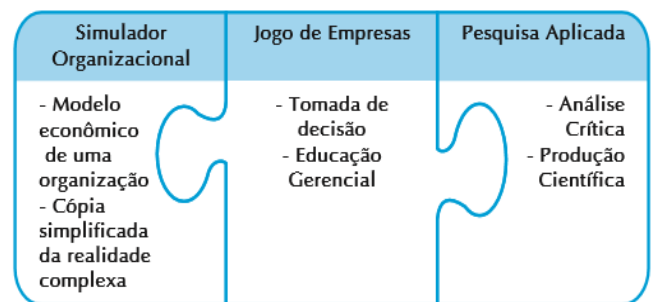 Simulador
Organizacional
Jogo de Empresas
Pesquisa Aplicada
- Modelo
econômico
de uma
organização
- Cópia
simplificada
da realidade
complexa
- Tomada de
decisão
- Educação
Gerencial
- Análise
Crítica
- Produção
Científica